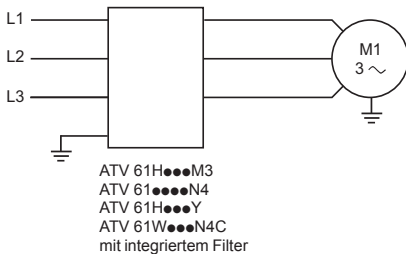 L1
L2
L3
M1
3 ~
ATV 61H●●●M3
ATV 61●●●●N4
ATV 61H●●●Y
ATV 61W●●●N4C
mit integriertem Filter